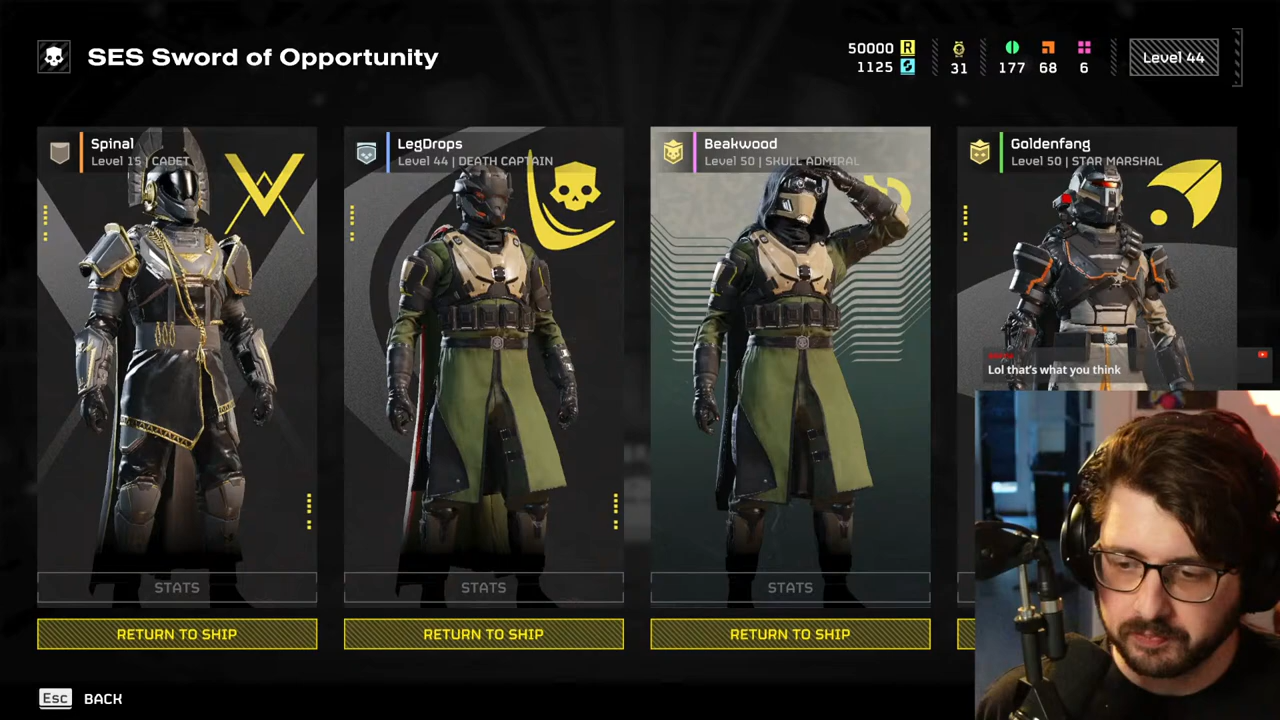 SES Sword of Opportunity
50000 R
1125
31
177
68
6
Level 44
Spinal
Level 15 | CADET
LegDrops
Level 44 | DEATH CAPTAIN
Beakwood
Level 50 | SKULL ADMIRAL
Goldenfang
Level 50 | STAR MARSHAL
Lol that's what you think
STATS
STATS
STATS
RETURN TO SHIP
RETURN TO SHIP
RETURN TO SHIP
Esc BACK